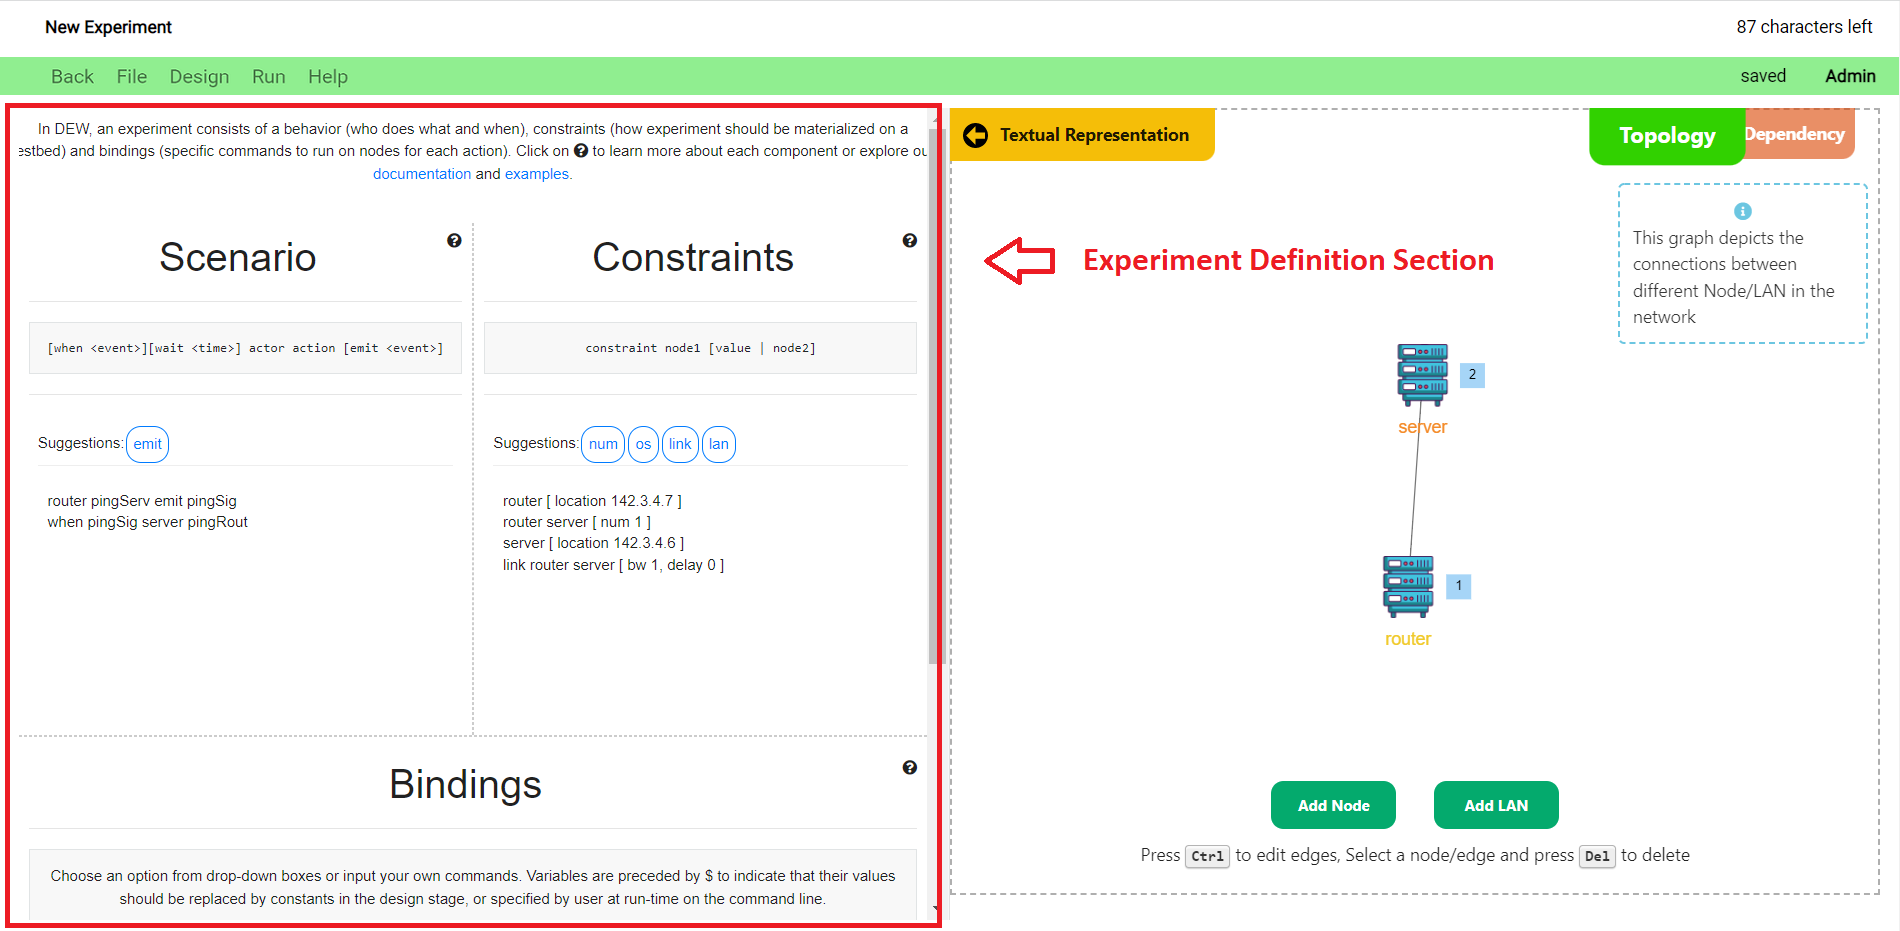 New Experiment
87 characters left
Back File Design Run Help
saved Admin
In DEW, an experiment consists of a behavior (who does what and when), constraints (how experiment should be materialized on a
estbed) and bindings (specific commands to run on nodes for each action). Click on ? to learn more about each component or explore ou
documentation and examples.
Scenario
?
[when <event>][wait <time>] actor action [emit <event>]
Suggestions: emit
router pingServ emit pingSig
when pingSig server pingRout
Constraints
?
constraint node1 [value | node2]
Suggestions: num os link lan
router [ location 142.3.4.7 ]
router server [ num 1 ]
server [ location 142.3.4.6 ]
link router server [ bw 1, delay 0 ]
Bindings
?
Choose an option from drop-down boxes or input your own commands. Variables are preceded by $ to indicate that their values
should be replaced by constants in the design stage, or specified by user at run-time on the command line.
Textual Representation
Topology
Dependency
i
This graph depicts the
connections between
different Node/LAN in the
network
Experiment Definition Section
2
server
1
router
Add Node
Add LAN
Press Ctrl to edit edges, Select a node/edge and press Del to delete